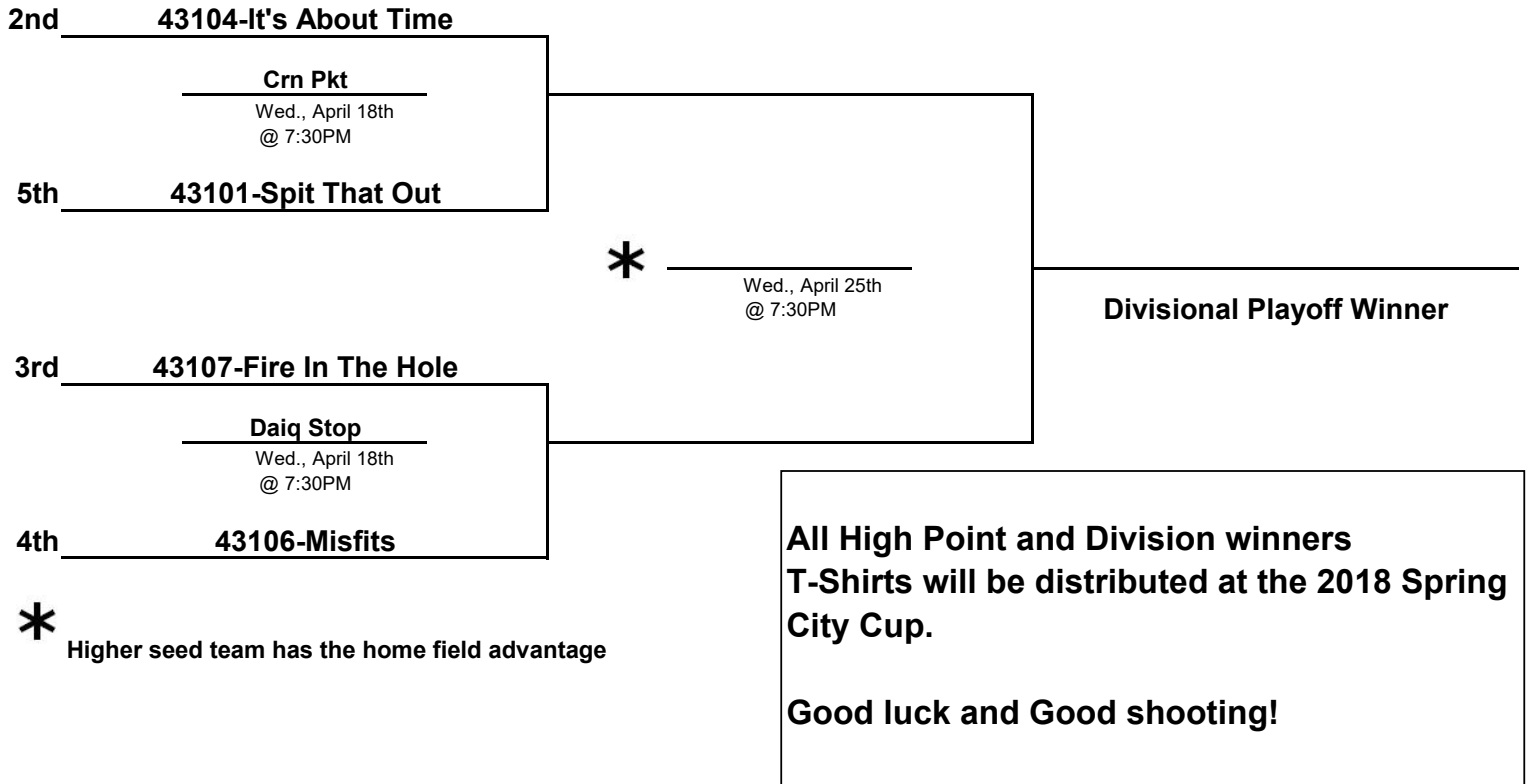 2nd 43104-It's About Time
Crn Pkt
Wed., April 18th
@ 7:30PM
5th 43101-Spit That Out
*
Wed., April 25th
@ 7:30PM
Divisional Playoff Winner
3rd 43107-Fire In The Hole
Daiq Stop
Wed., April 18th
@ 7:30PM
4th 43106-Misfits
* Higher seed team has the home field advantage
All High Point and Division winners
T-Shirts will be distributed at the 2018 Spring
City Cup.
Good luck and Good shooting!